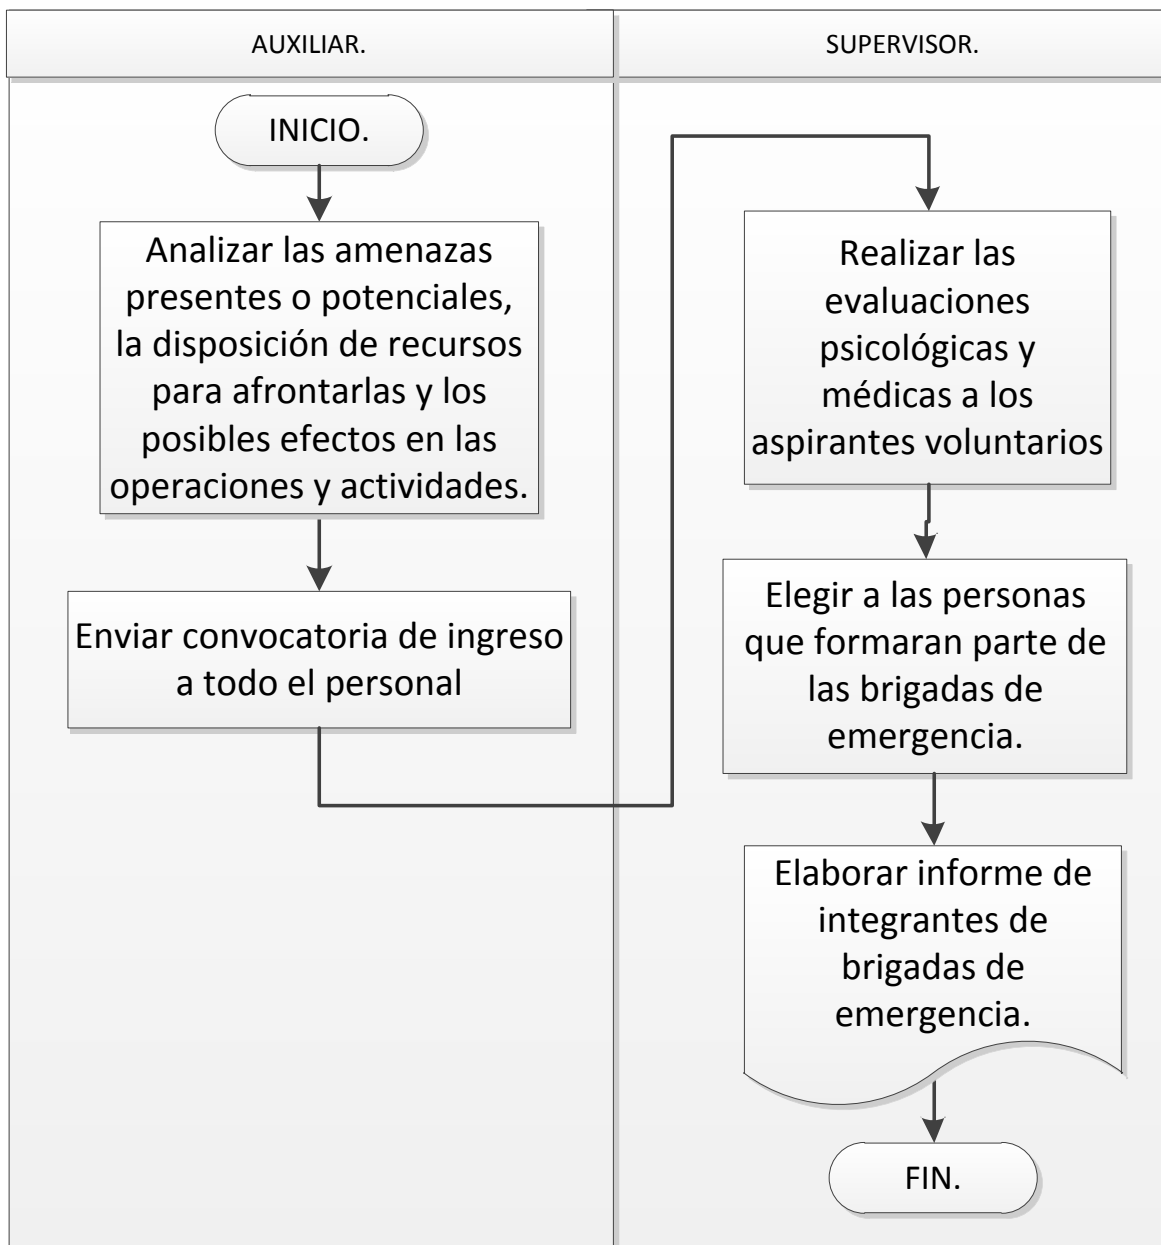 AUXILIAR.
SUPERVISOR.
INICIO.
Analizar las amenazas
presentes o potenciales,
la disposición de recursos
para afrontarlas y los
posibles efectos en las
operaciones y actividades.
Enviar convocatoria de ingreso
a todo el personal
Realizar las
evaluaciones
psicológicas y
médicas a los
aspirantes voluntarios
Elegir a las personas
que formaran parte de
las brigadas de
emergencia.
Elaborar informe de
integrantes de
brigadas de
emergencia.
FIN.